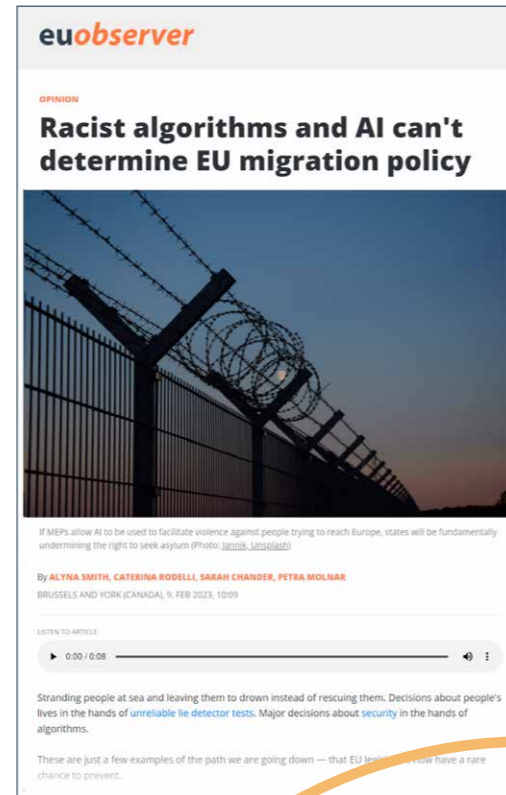 euobserver
OPINION
Racist algorithms and AI can't
determine EU migration policy
If MEPs allow AI to be used to facilitate violence against people trying to reach Europe, states will be fundamentally
undermining the right to seek asylum (Photo: Jannik, Unsplash)
By ALYNA SMITH, CATERINA RODELLI, SARAH CHANDER, PETRA MOLNAR
BRUSSELS AND YORK (CANADA), 9. FEB 2023, 10:09
LISTEN TO ARTICLE
0:00 / 0:08
Stranding people at sea and leaving them to drown instead of rescuing them. Decisions about people's
lives in the hands of unreliable lie detector tests. Major decisions about security in the hands of
algorithms.
These are just a few examples of the path we are going down — that EU now have a rare
chance to prevent.